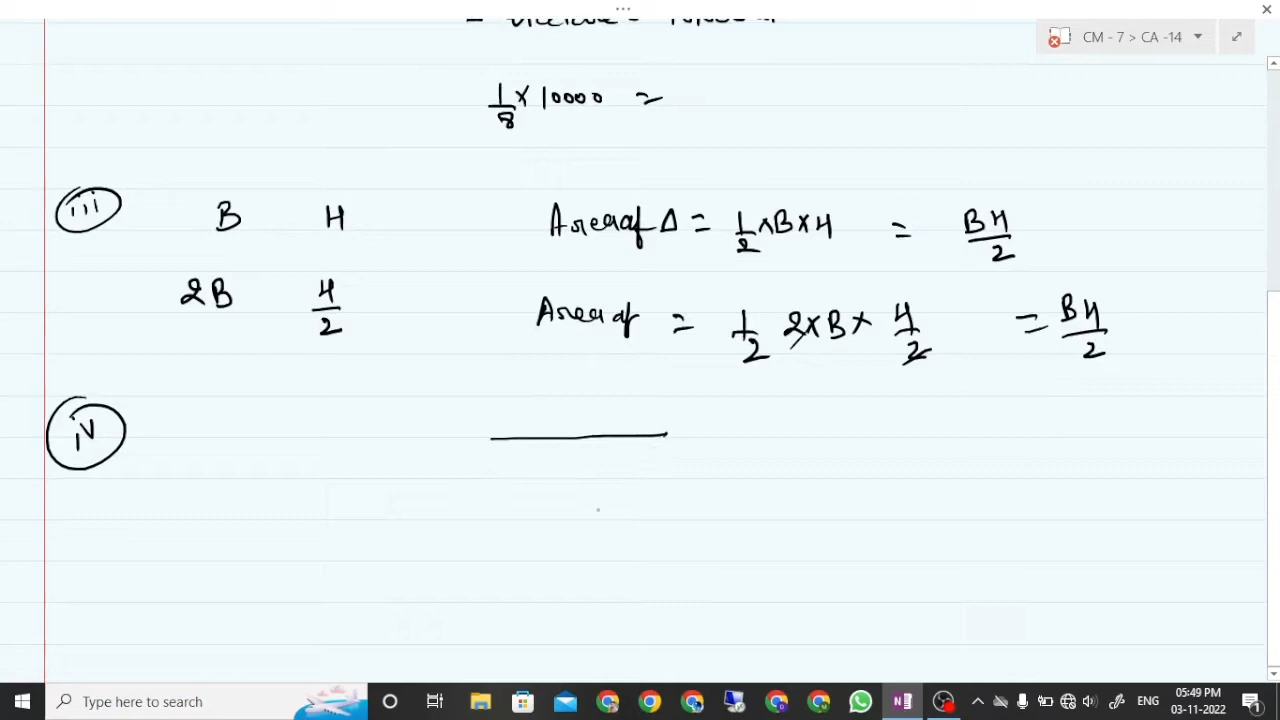 CM - 7 > CA -14
1/8 × 10000 =
iii B H Area of Δ = 1/2 × B × H = BH/2
2B H/2 Area of = 1/2 2 × B × H/2 = BH/2
iv
Type here to search
ENG
05:49 PM
03-11-2022
1